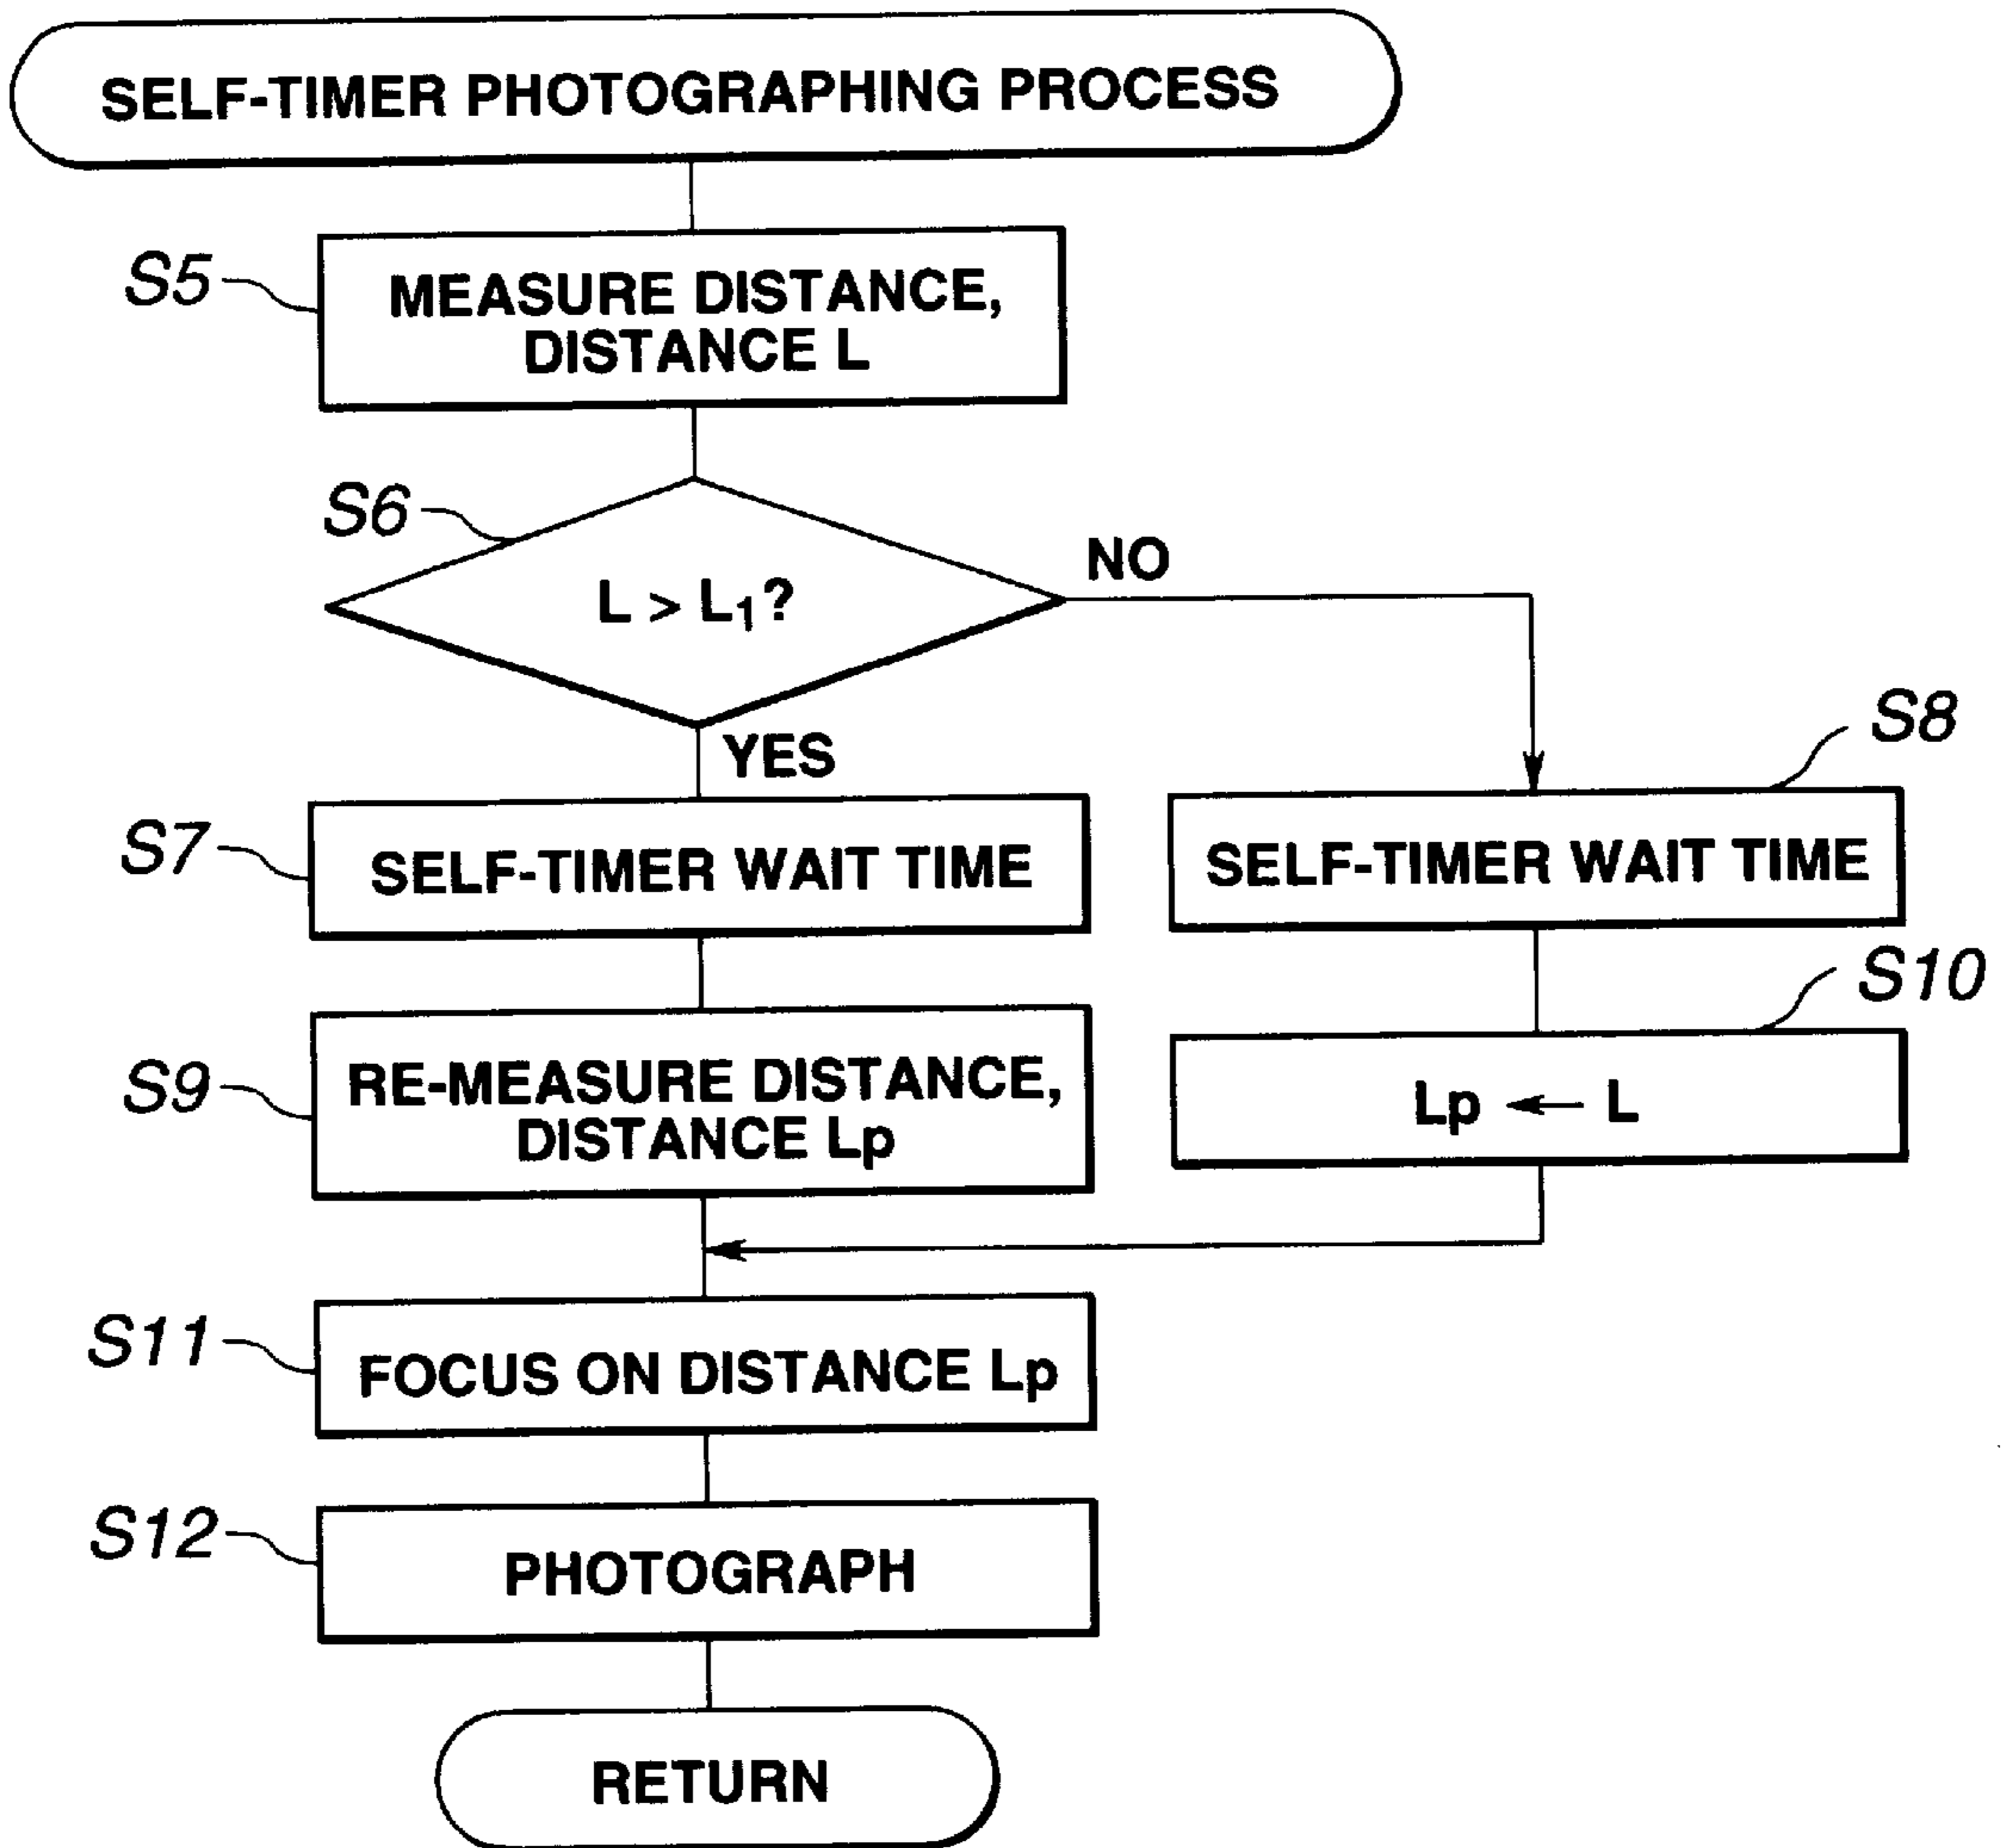 SELF-TIMER PHOTOGRAPHING PROCESS
S5
MEASURE DISTANCE,
DISTANCE L
S6
L > L₁?
NO
YES
S7
SELF-TIMER WAIT TIME
S8
SELF-TIMER WAIT TIME
S9
RE-MEASURE DISTANCE,
DISTANCE Lp
S10
Lp ← L
S11
FOCUS ON DISTANCE Lp
S12
PHOTOGRAPH
RETURN